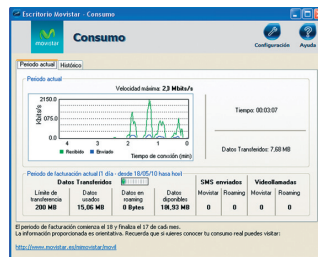 Escritorio Movistar - Consumo
movistar
Consumo
Configuración
Ayuda
Periodo actual
Histórico
Periodo actual
Velocidad máxima: 2,3 Mbits/s
2150.0
Kbits/s
075.0
0.0
4 3 2 1 0
Recibido Enviado
Tiempo de conexión (min)
Tiempo: 00:03:07
Datos Transferidos: 7,68 MB
Periodo de facturación actual (1 día - desde 18/05/10 hasa hoy)
Datos Transferidos
SMS enviados
Videollamadas
Límite de transferencia
Datos usados
Datos en roaming
Datos disponibles
Movistar
Roaming
Movistar
Roaming
200 MB
15,06 MB
0 Bytes
184,93 MB
0
0
0
0
El periodo de facturación comienza el 18 y finaliza el 17 de cada mes.
La información proporcionada es orientativa. Recuerda que si quieres conocer tu consumo real puedes visitar:
http://www.movistar.es/mimovistar/movil